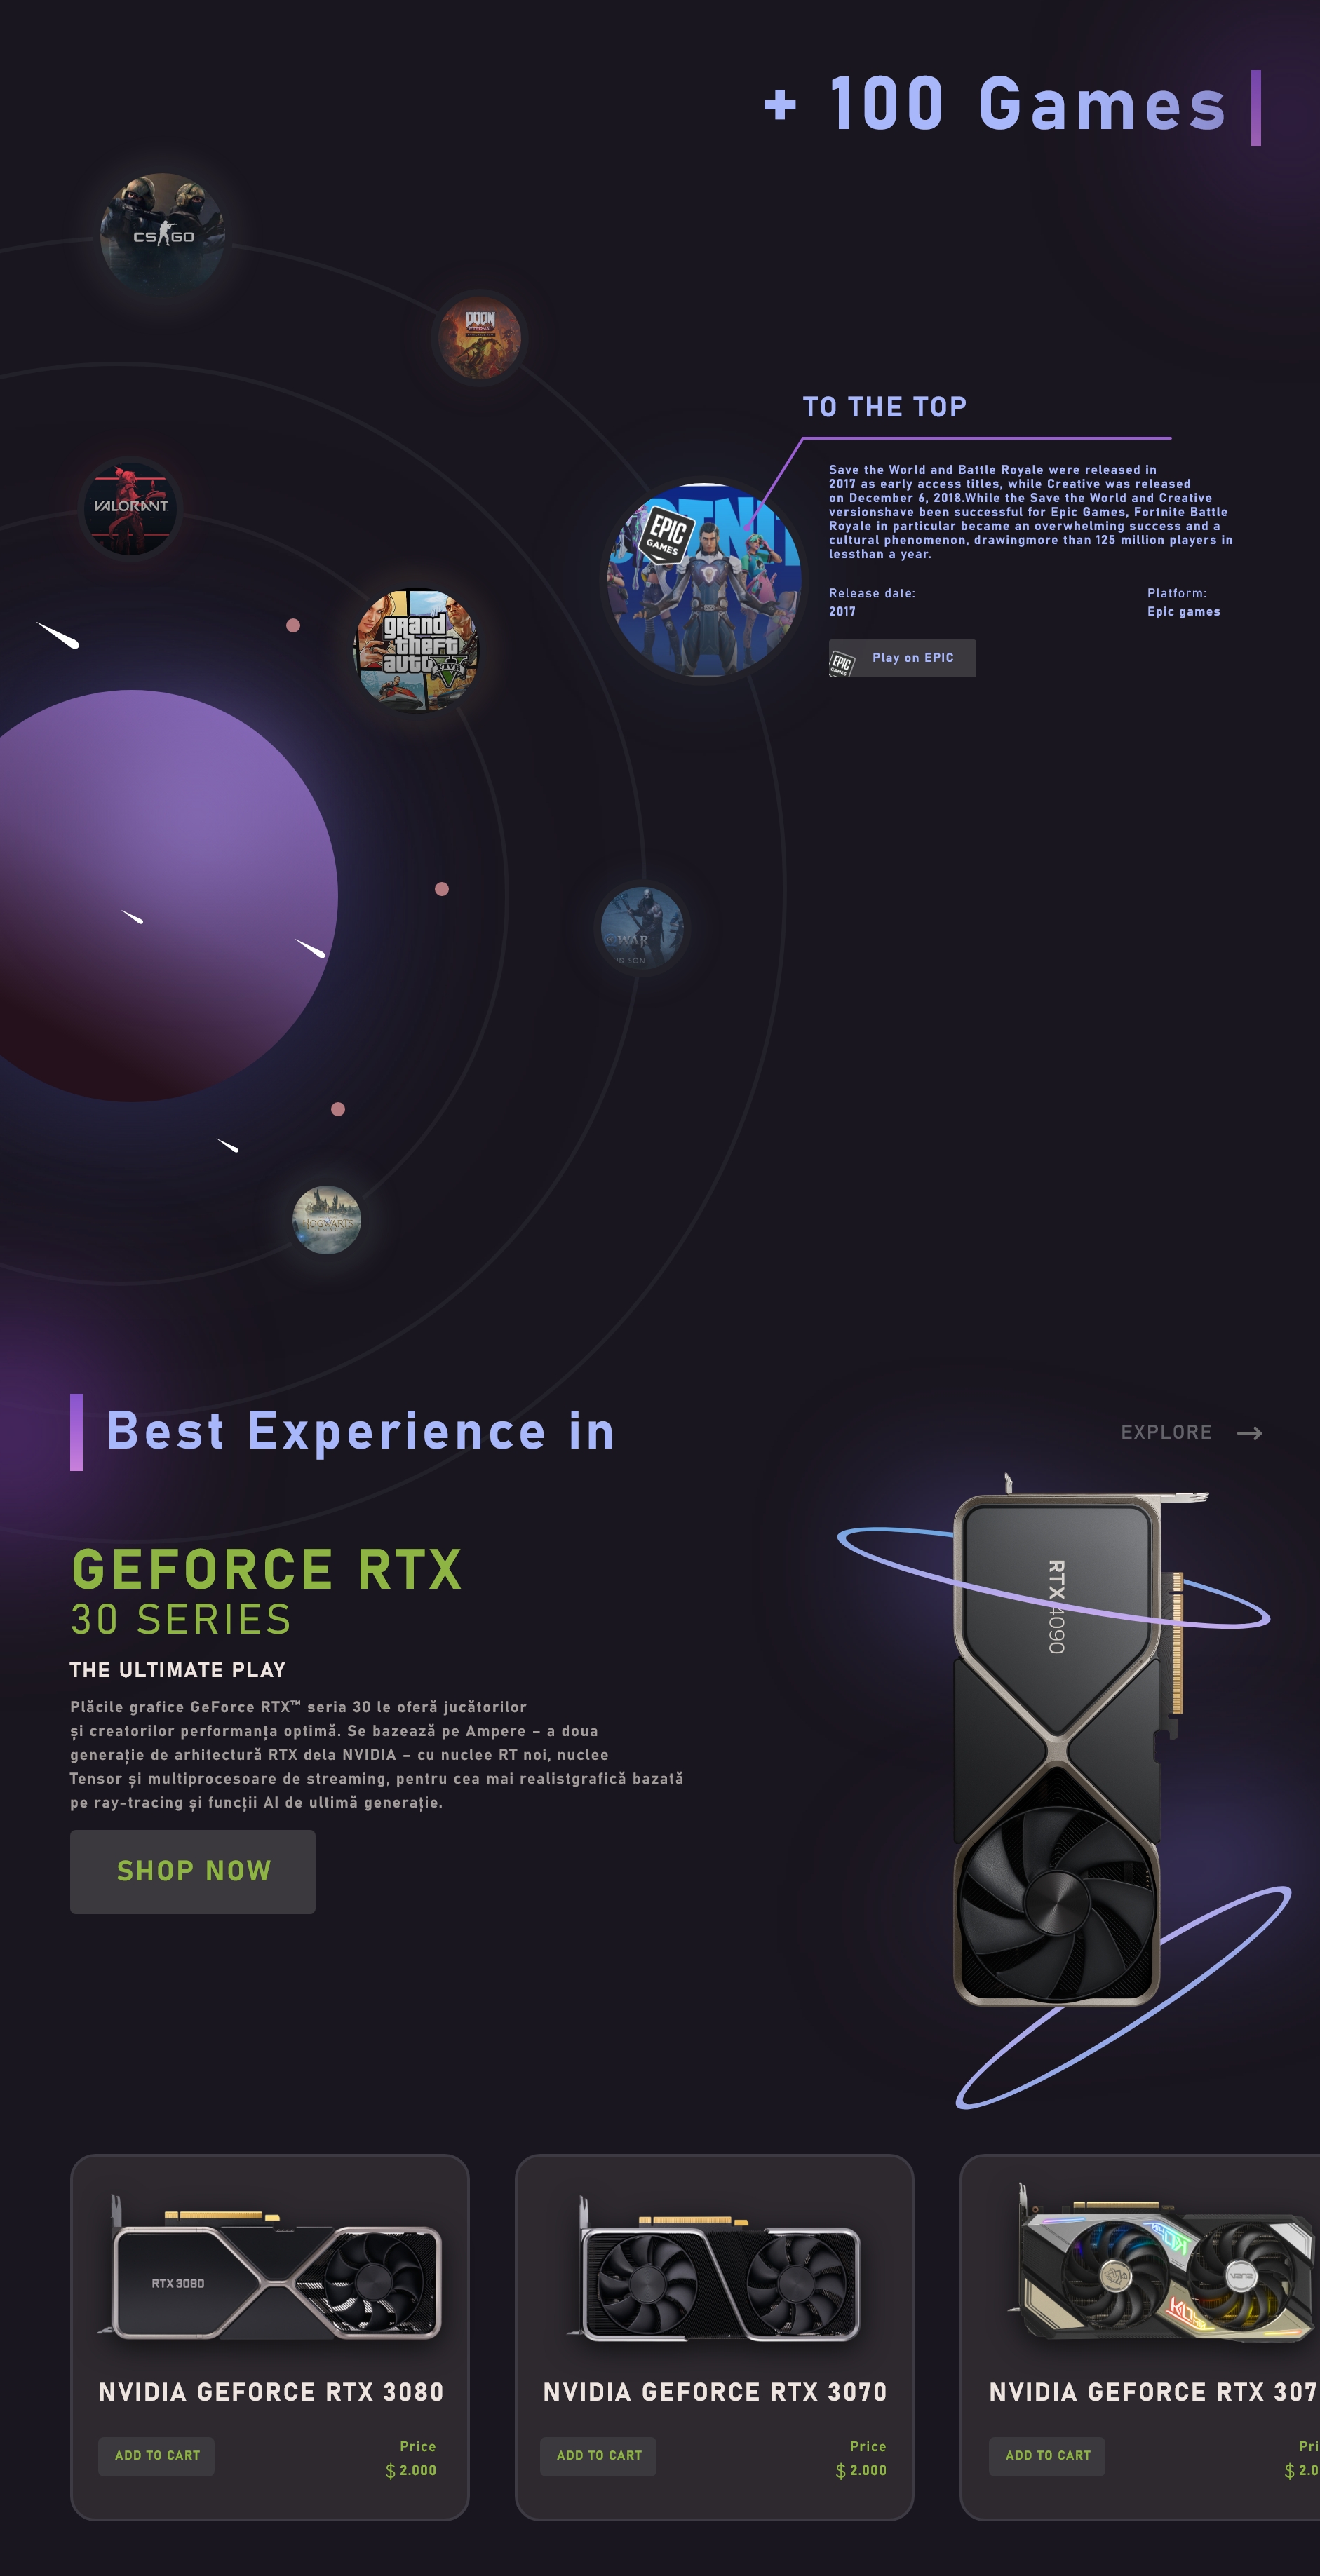 + 100 Games
CS GO
DOOM
ETERNAL
TO THE TOP
VALORANT
EPIC
GAMES
Save the World and Battle Royale were released in
2017 as early access titles, while Creative was released
on December 6, 2018.While the Save the World and Creative
versionshave been successful for Epic Games, Fortnite Battle
Royale in particular became an overwhelming success and a
cultural phenomenon, drawingmore than 125 million players in
lessthan a year.
Release date:
2017
Platform:
Epic games
EPIC
GAMES
Play on EPIC
grand
theft
auto
V
FIVE
WAR
HOGWARTS
Best Experience in
EXPLORE →
GEFORCE RTX
30 SERIES
THE ULTIMATE PLAY
Plăcile grafice GeForce RTX™ seria 30 le oferă jucătorilor
și creatorilor performanța optimă. Se bazează pe Ampere – a doua
generație de arhitectură RTX dela NVIDIA – cu nuclee RT noi, nuclee
Tensor și multiprocesoare de streaming, pentru cea mai realistgrafică bazată
pe ray-tracing și funcții AI de ultimă generație.
SHOP NOW
RTX 4090
RTX 3080
NVIDIA GEFORCE RTX 3080
ADD TO CART
Price
$ 2.000
NVIDIA GEFORCE RTX 3070
ADD TO CART
Price
$ 2.000
NVIDIA GEFORCE RTX 307
ADD TO CART
Pri
$ 2.0